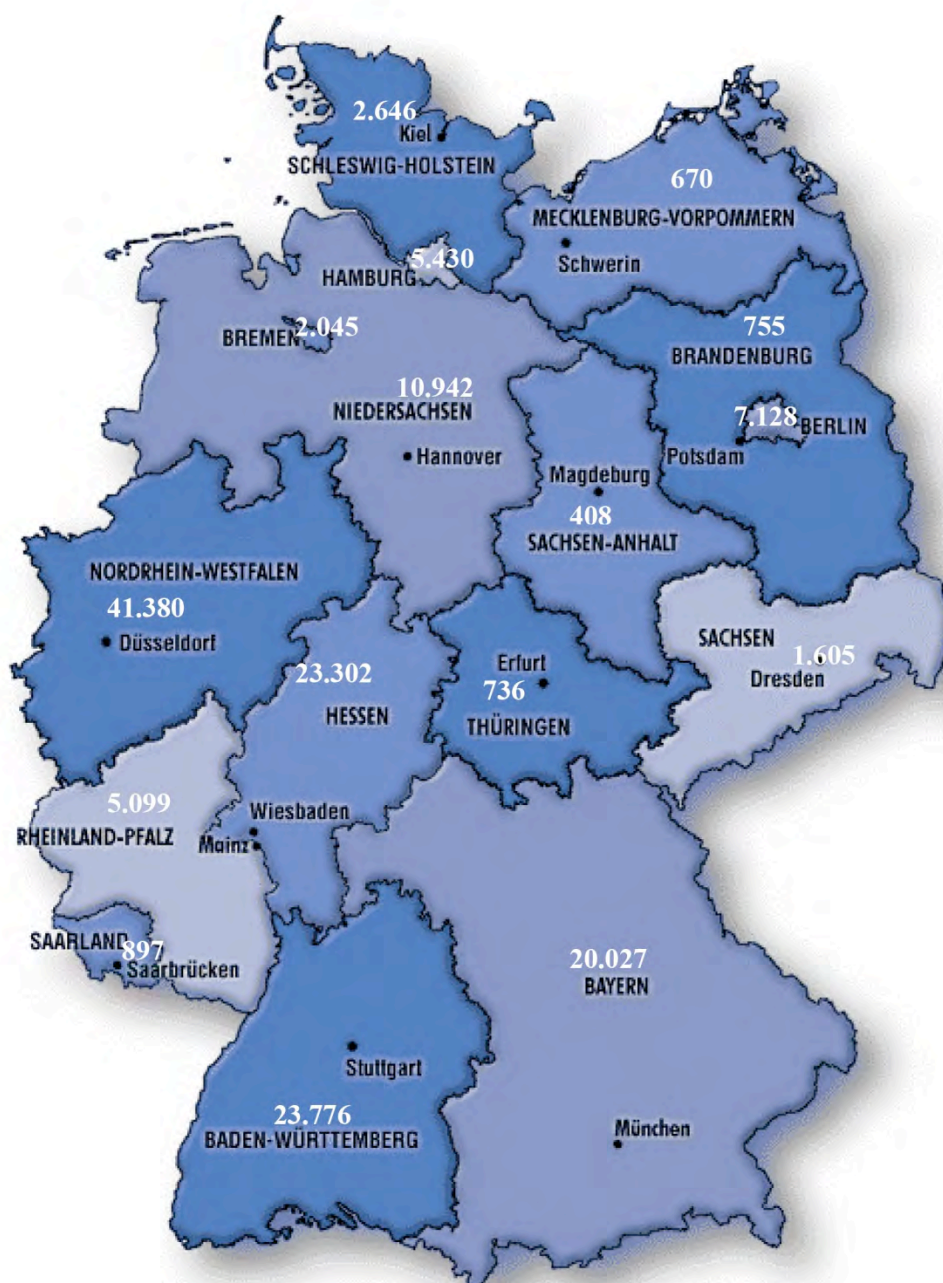 2.646
Kiel
SCHLESWIG-HOLSTEIN
670
MECKLENBURG-VORPOMMERN
Schwerin
5.430
HAMBURG
BREMEN 2.045
755
BRANDENBURG
10.942
NIEDERSACHSEN
Hannover
7.128
BERLIN
Potsdam
Magdeburg
408
SACHSEN-ANHALT
NORDRHEIN-WESTFALEN
41.380
Düsseldorf
23.302
HESSEN
Erfurt
736
THÜRINGEN
SACHSEN
1.605
Dresden
5.099
RHEINLAND-PFALZ
Wiesbaden
Mainz
SAARLAND
897
Saarbrücken
20.027
BAYERN
Stuttgart
23.776
BADEN-WÜRTTEMBERG
München